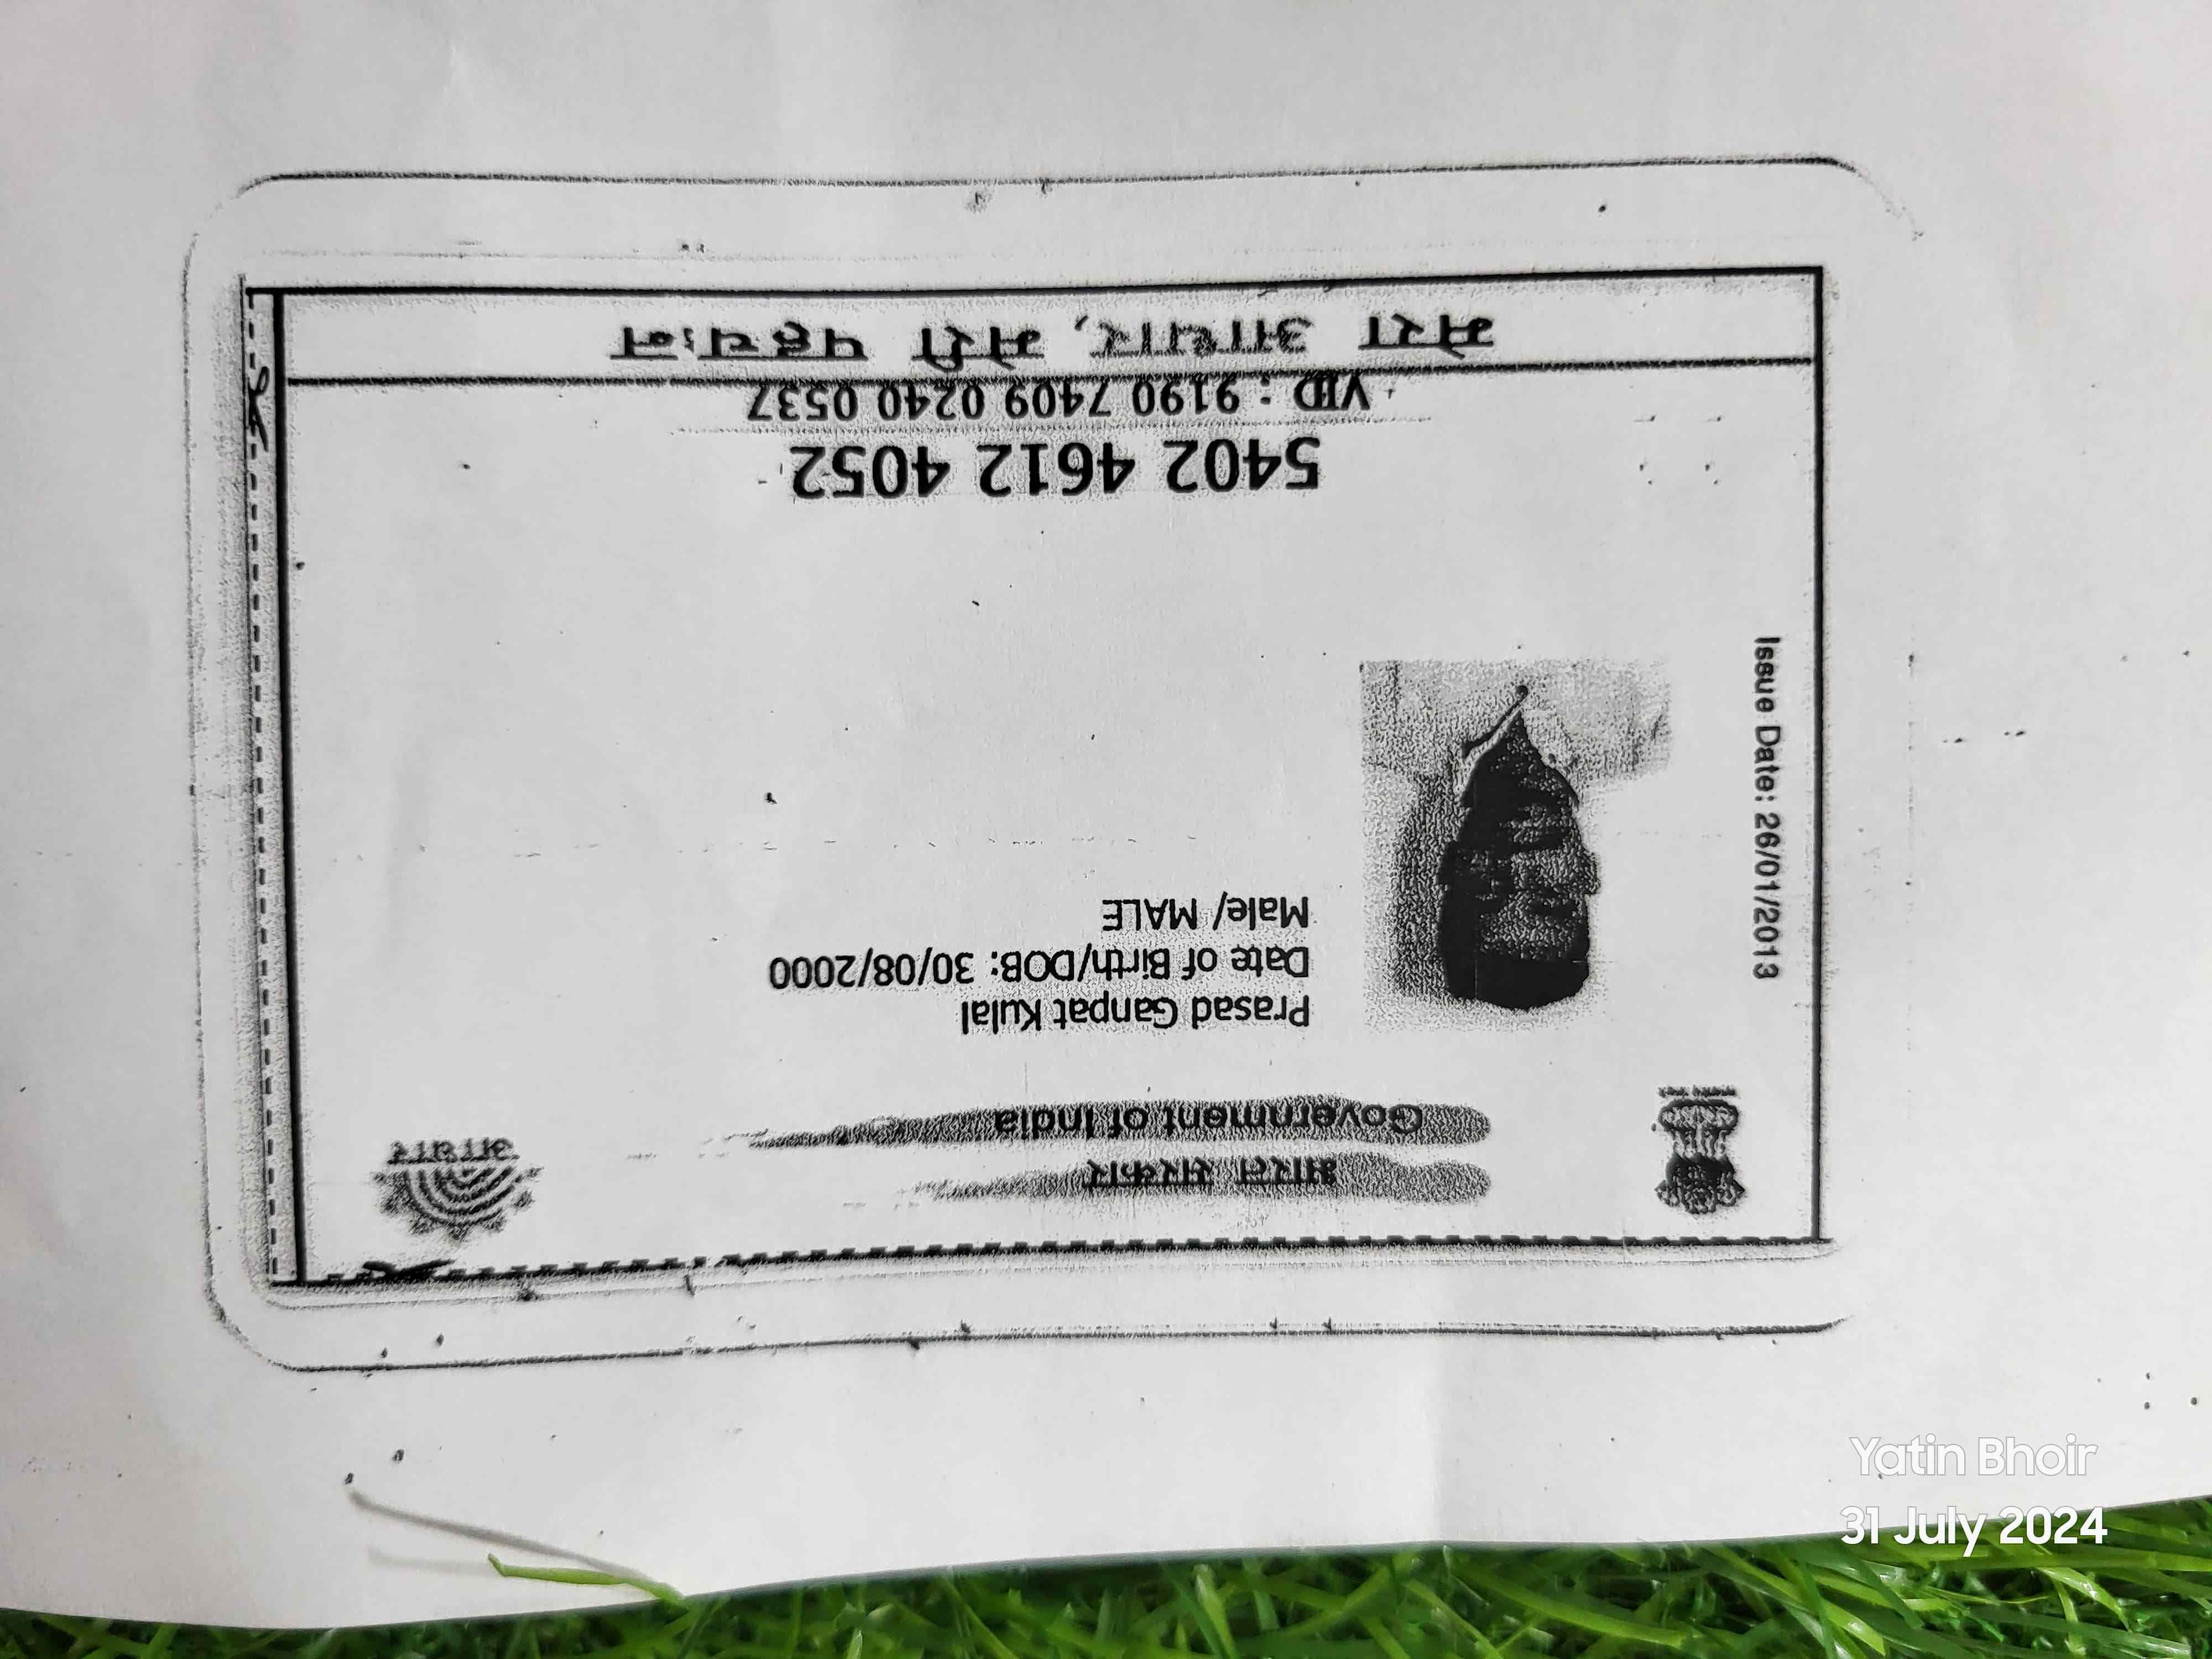 भारत सरकार
Government of India
आधार
Prasad Ganpat Kulal
Date of Birth/DOB: 30/08/2000
Male/ MALE
Issue Date: 26/01/2013
5402 4612 4052
VID : 9190 7409 0240 0537
मेरा आधार, मेरी पहचान
Yatin Bhoir
31 July 2024